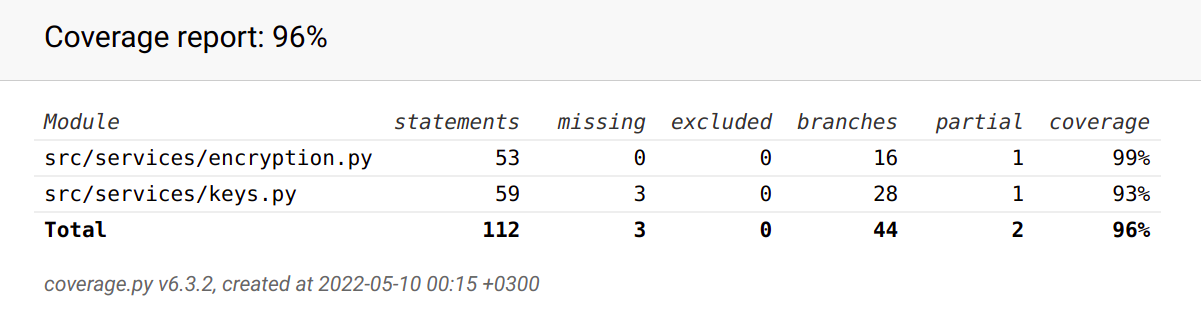 Coverage report: 96%
Module statements missing excluded branches partial coverage
src/services/encryption.py 53 0 0 16 1 99%
src/services/keys.py 59 3 0 28 1 93%
Total 112 3 0 44 2 96%
coverage.py v6.3.2, created at 2022-05-10 00:15 +0300